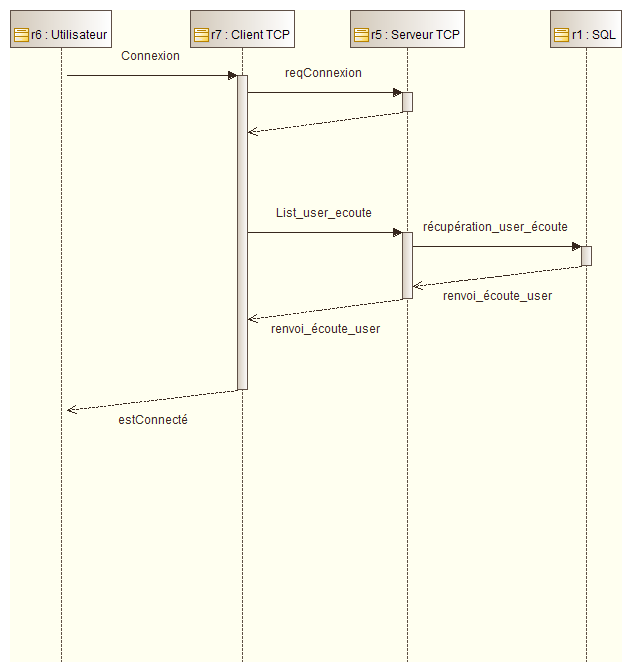 r6 : Utilisateur
r7 : Client TCP
r5 : Serveur TCP
r1 : SQL
Connexion
reqConnexion
List_user_ecoute
récupération_user_écoute
renvoi_écoute_user
renvoi_écoute_user
estConnecté